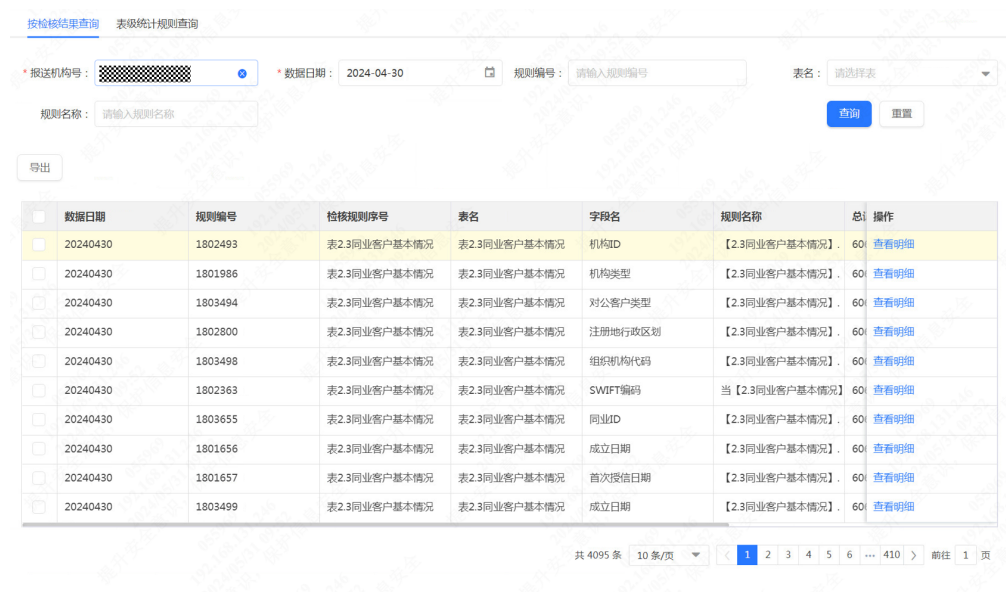 按检核结果查询 表级统计规则查询
* 报送机构号： * 数据日期： 2024-04-30 规则编号： 请输入规则编号 表名： 请选择表
规则名称： 请输入规则名称 查询 重置
导出
数据日期 规则编号 检核规则序号 表名 字段名 规则名称 总 操作
20240430 1802493 表2.3同业客户基本情况 表2.3同业客户基本情况 机构ID 【2.3同业客户基本情况】. 60 查看明细
20240430 1801986 表2.3同业客户基本情况 表2.3同业客户基本情况 机构类型 【2.3同业客户基本情况】. 60 查看明细
20240430 1803494 表2.3同业客户基本情况 表2.3同业客户基本情况 对公客户类型 【2.3同业客户基本情况】. 60 查看明细
20240430 1802800 表2.3同业客户基本情况 表2.3同业客户基本情况 注册地行政区划 【2.3同业客户基本情况】. 60 查看明细
20240430 1803498 表2.3同业客户基本情况 表2.3同业客户基本情况 组织机构代码 【2.3同业客户基本情况】. 60 查看明细
20240430 1802363 表2.3同业客户基本情况 表2.3同业客户基本情况 SWIFT编码 当【2.3同业客户基本情况】 60 查看明细
20240430 1803655 表2.3同业客户基本情况 表2.3同业客户基本情况 同业ID 【2.3同业客户基本情况】. 60 查看明细
20240430 1801656 表2.3同业客户基本情况 表2.3同业客户基本情况 成立日期 【2.3同业客户基本情况】. 60 查看明细
20240430 1801657 表2.3同业客户基本情况 表2.3同业客户基本情况 首次授信日期 【2.3同业客户基本情况】. 60 查看明细
20240430 1803499 表2.3同业客户基本情况 表2.3同业客户基本情况 成立日期 【2.3同业客户基本情况】. 60 查看明细
共 4095 条 10 条/页 < 1 2 3 4 5 6 ··· 410 > 前往 1 页